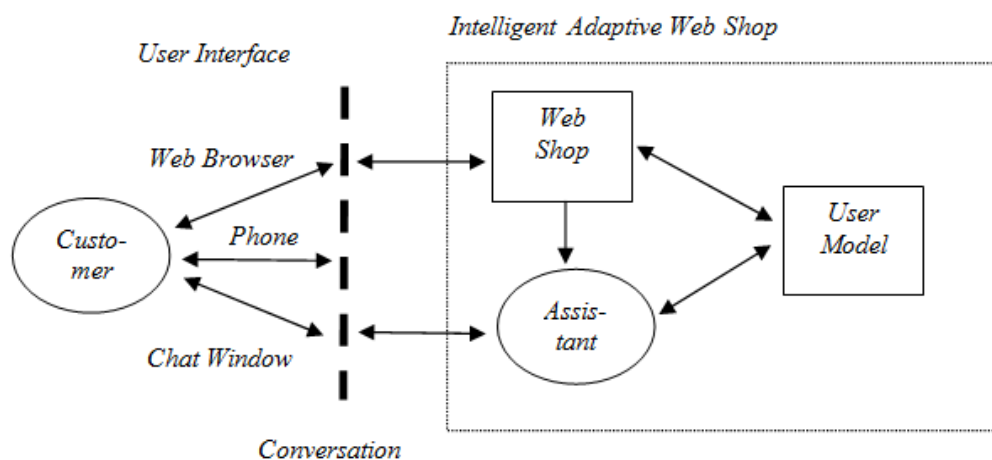 Intelligent Adaptive Web Shop
User Interface
Web
Shop
Web Browser
Custo-
mer
Phone
User
Model
Assis-
tant
Chat Window
Conversation